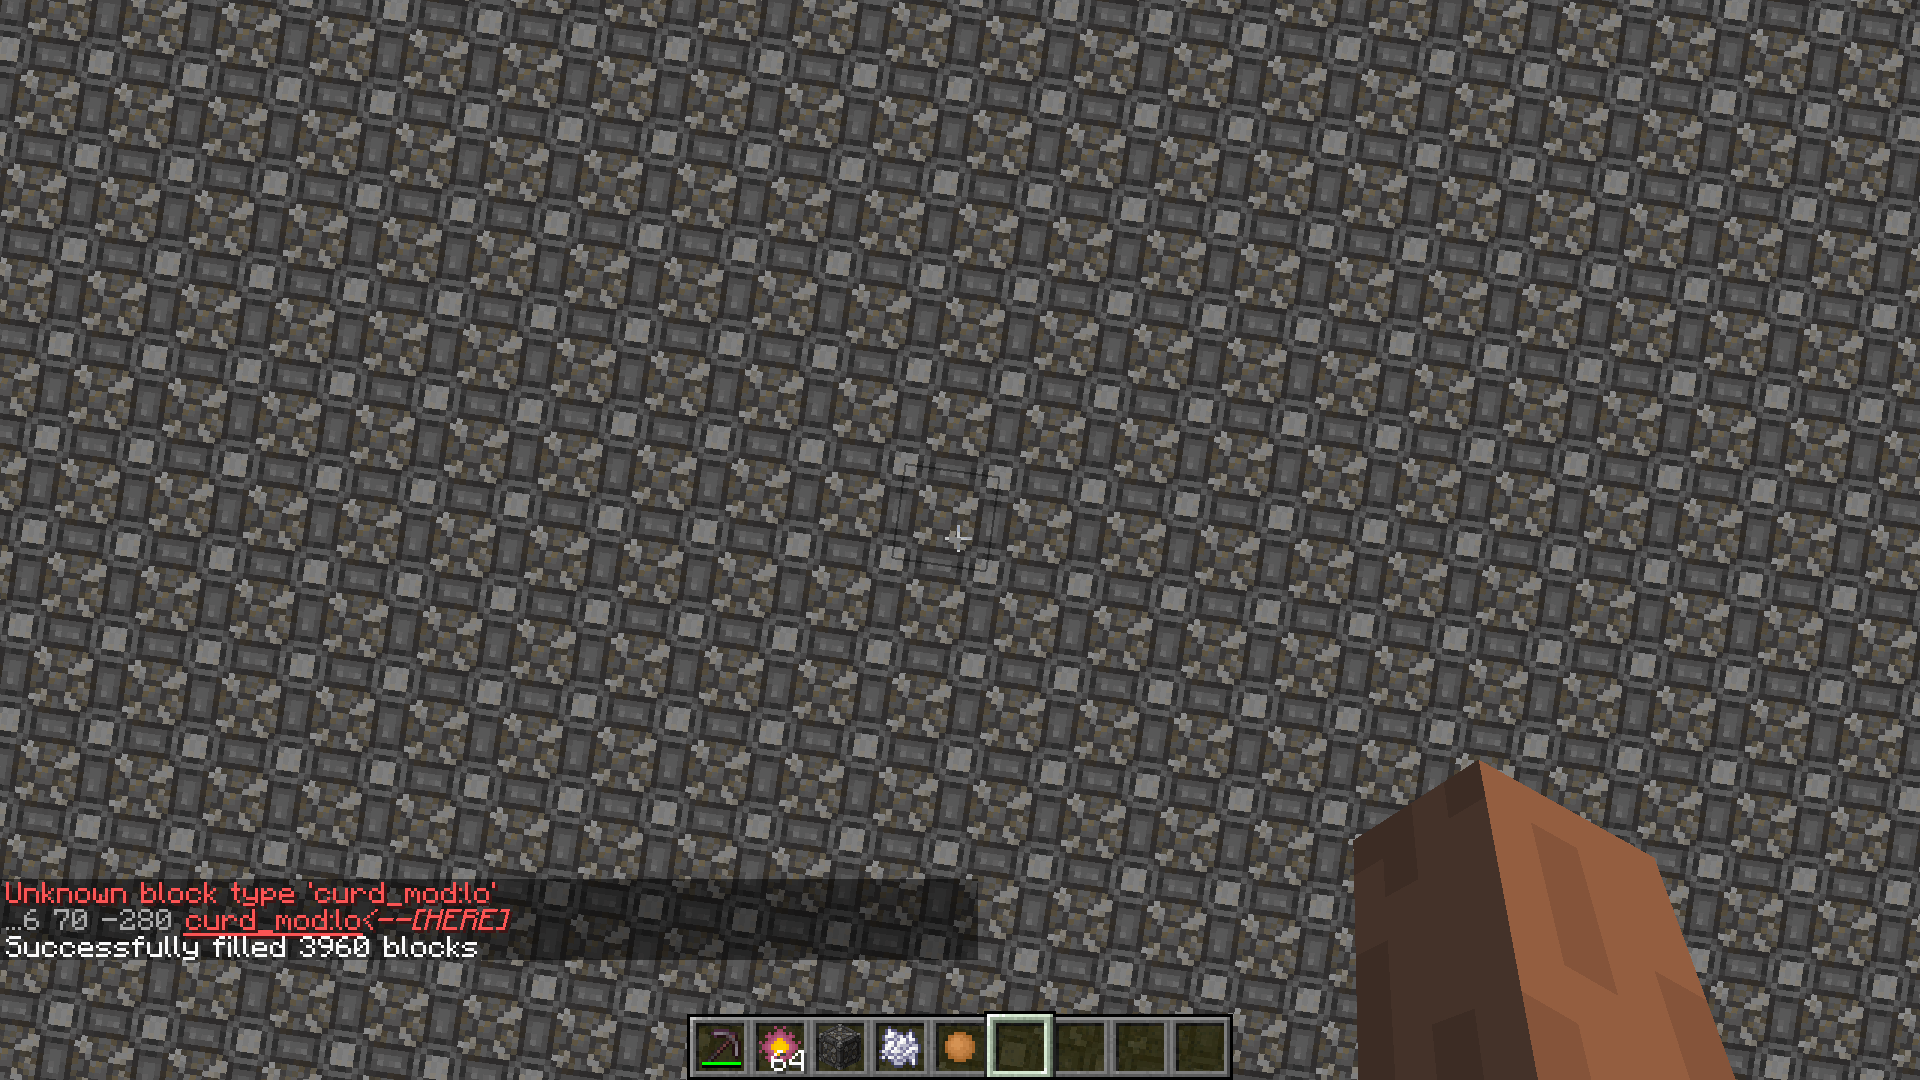 Unknown block type 'curd_mod:lo'
...6 70 -280 curd_mod:lo<--[HERE]
Successfully filled 3960 blocks
64